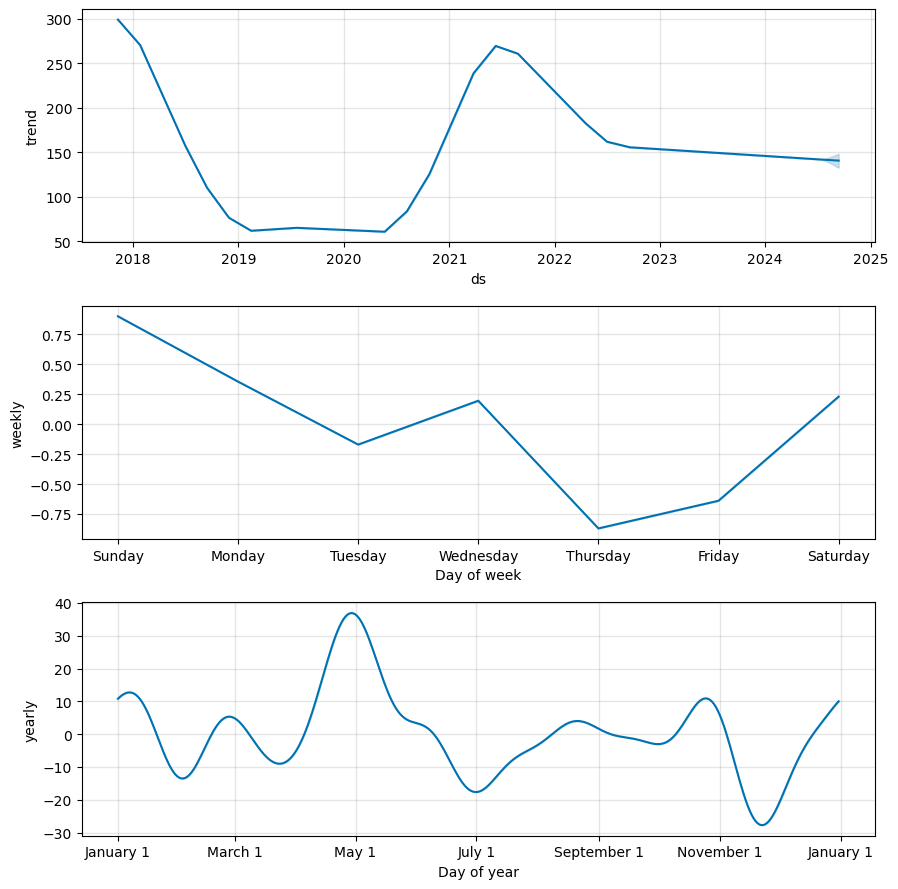 300
250
200
150
100
50
trend
2018
2019
2020
2021
2022
2023
2024
2025
ds
0.75
0.50
0.25
0.00
−0.25
−0.50
−0.75
weekly
Sunday
Monday
Tuesday
Wednesday
Thursday
Friday
Saturday
Day of week
40
30
20
10
0
−10
−20
−30
yearly
January 1
March 1
May 1
July 1
September 1
November 1
January 1
Day of year